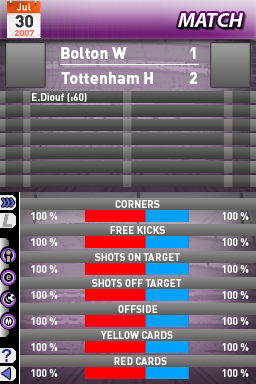 Jul
30
2007
MATCH
Bolton W 1
Tottenham H 2
E.Diouf (:60)
CORNERS
100 % 100 %
FREE KICKS
100 % 100 %
SHOTS ON TARGET
100 % 100 %
SHOTS OFF TARGET
100 % 100 %
OFFSIDE
100 % 100 %
YELLOW CARDS
100 % 100 %
RED CARDS
100 % 100 %
L
e
M
?